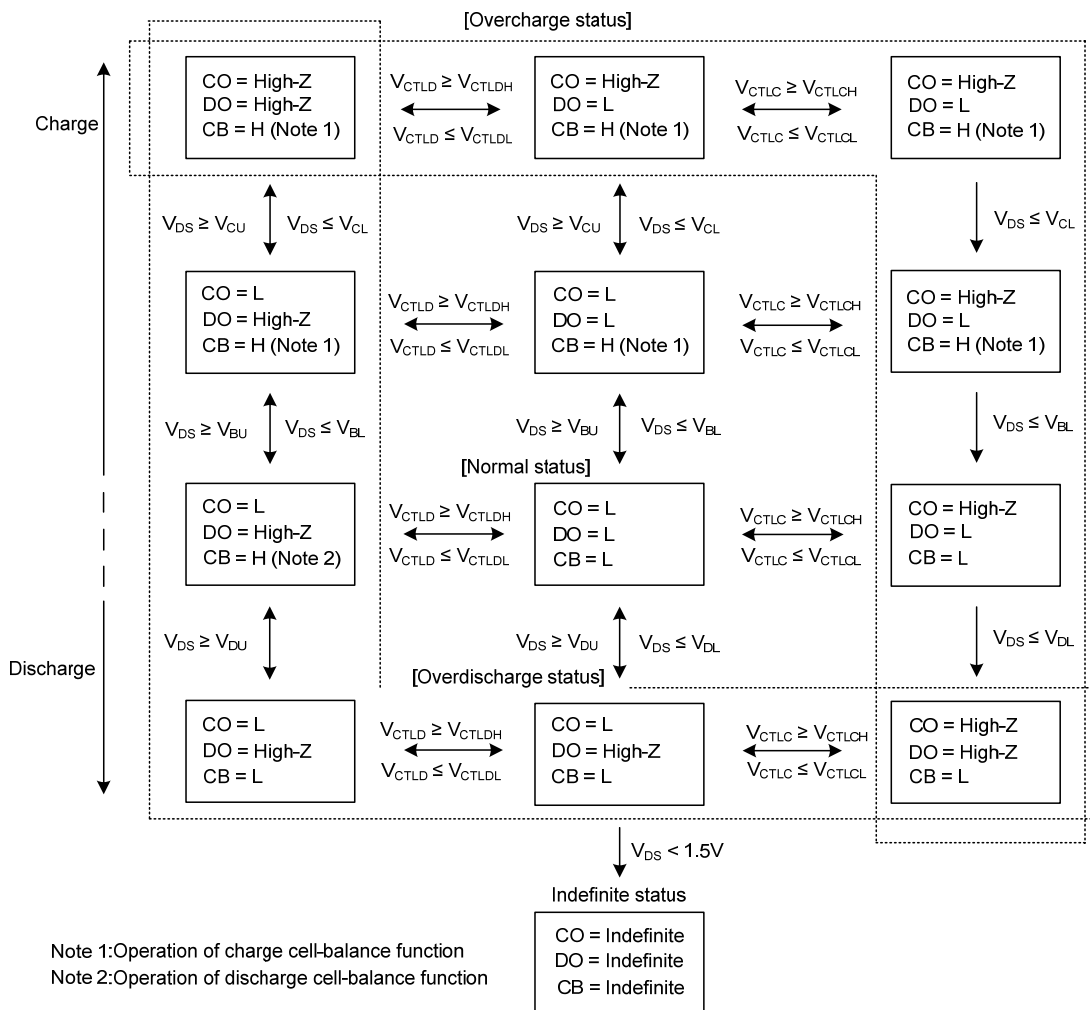 [Overcharge status]
Charge
CO = High-Z
DO = High-Z
CB = H (Note 1)
VCTLD ≥ VCTLDH
VCTLD ≤ VCTLDL
CO = High-Z
DO = L
CB = H (Note 1)
VCTLC ≥ VCTLCH
VCTLC ≤ VCTLCL
CO = High-Z
DO = L
CB = H (Note 1)
VDS ≥ VCU
VDS ≤ VCL
VDS ≥ VCU
VDS ≤ VCL
VDS ≤ VCL
CO = L
DO = High-Z
CB = H (Note 1)
VCTLD ≥ VCTLDH
VCTLD ≤ VCTLDL
CO = L
DO = L
CB = H (Note 1)
VCTLC ≥ VCTLCH
VCTLC ≤ VCTLCL
CO = High-Z
DO = L
CB = H (Note 1)
VDS ≥ VBU
VDS ≤ VBL
VDS ≥ VBU
VDS ≤ VBL
VDS ≤ VBL
[Normal status]
CO = L
DO = High-Z
CB = H (Note 2)
VCTLD ≥ VCTLDH
VCTLD ≤ VCTLDL
CO = L
DO = L
CB = L
VCTLC ≥ VCTLCH
VCTLC ≤ VCTLCL
CO = High-Z
DO = L
CB = L
Discharge
VDS ≥ VDU
VDS ≥ VDU
VDS ≤ VDL
VDS ≤ VDL
[Overdischarge status]
CO = L
DO = High-Z
CB = L
VCTLD ≥ VCTLDH
VCTLD ≤ VCTLDL
CO = L
DO = High-Z
CB = L
VCTLC ≥ VCTLCH
VCTLC ≤ VCTLCL
CO = High-Z
DO = High-Z
CB = L
VDS < 1.5V
Indefinite status
CO = Indefinite
DO = Indefinite
CB = Indefinite
Note 1:Operation of charge cell-balance function
Note 2:Operation of discharge cell-balance function